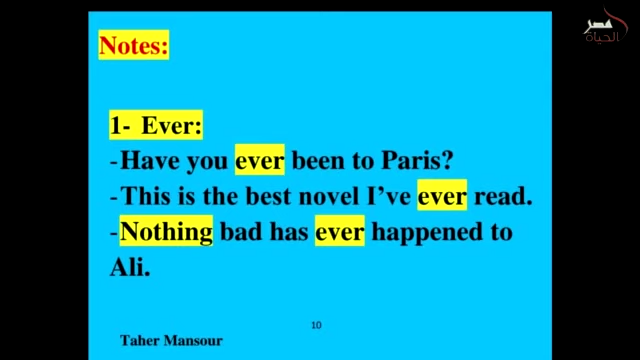 مصر
الحياة
Notes:
1- Ever:
-Have you ever been to Paris?
-This is the best novel I've ever read.
-Nothing bad has ever happened to
Ali.
10
Taher Mansour